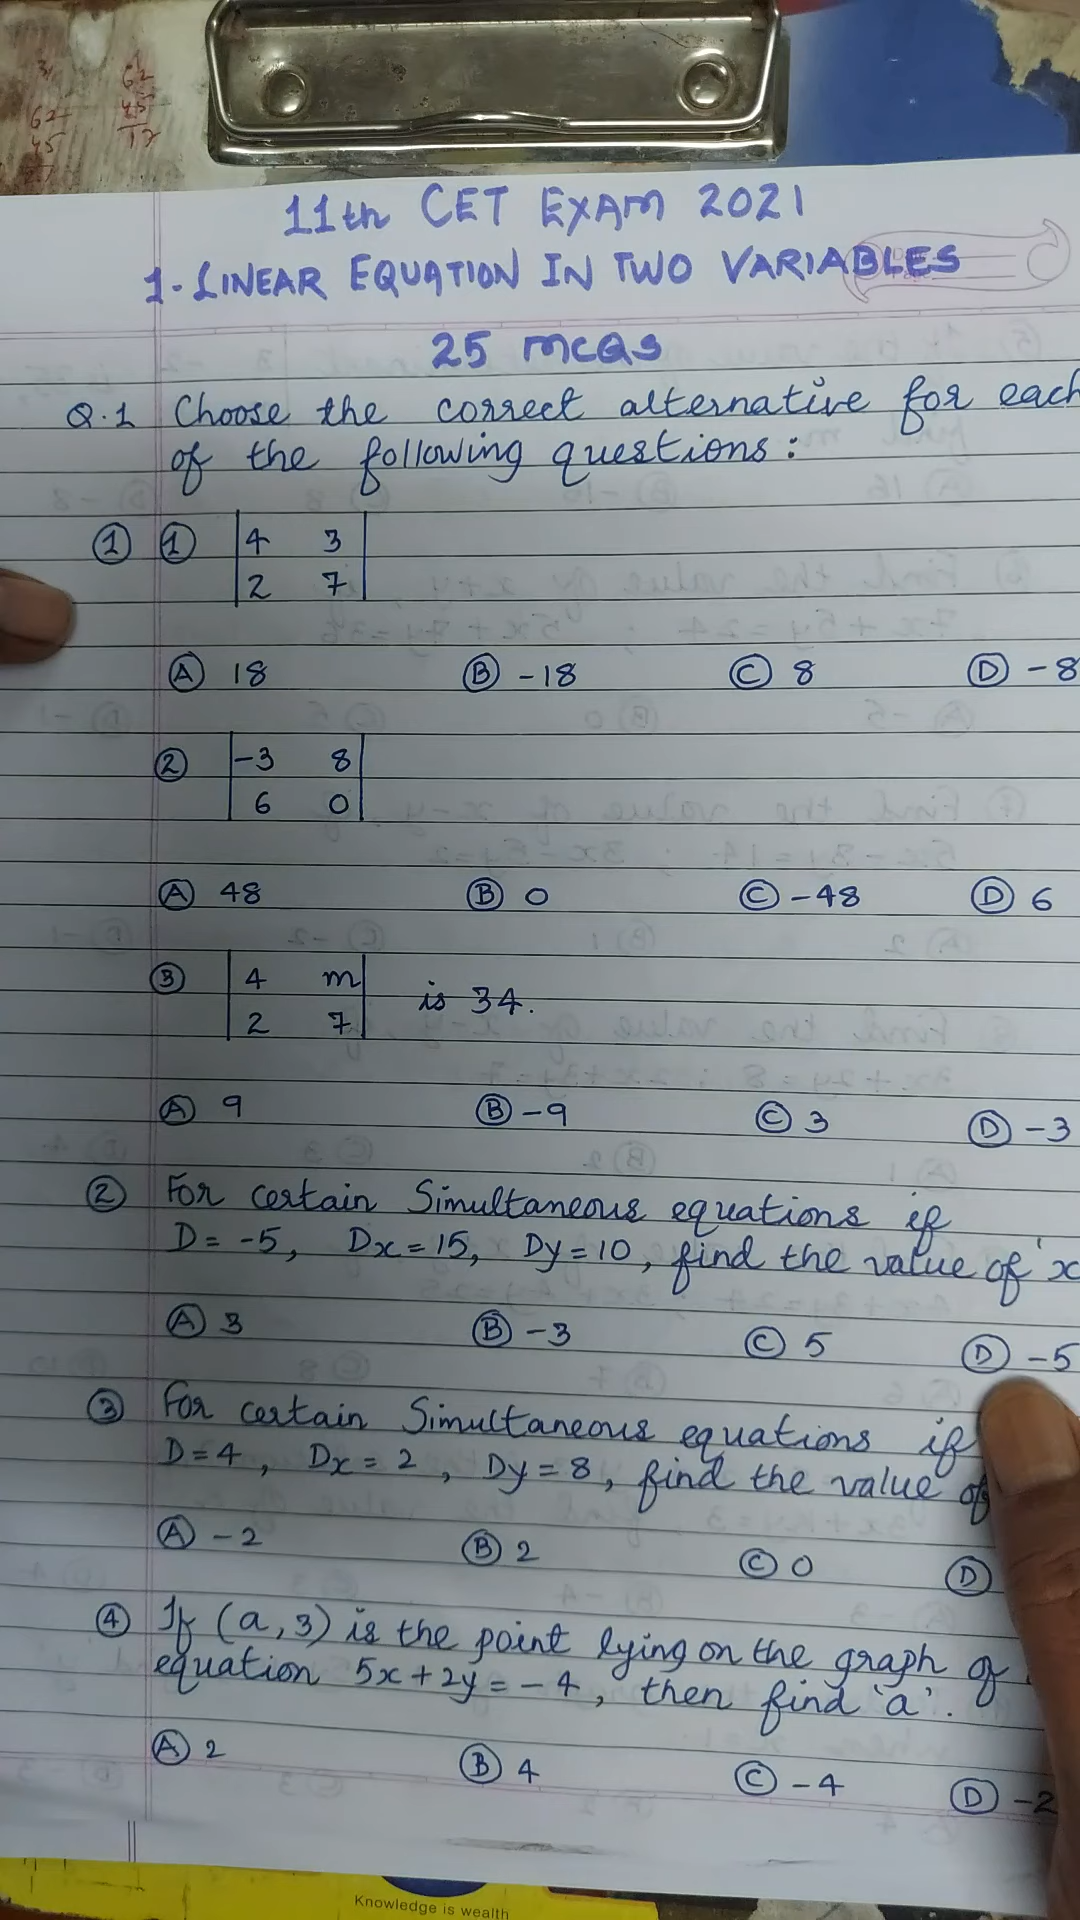 62
45
17
62
45
11th CET EXAM 2021
1. LINEAR EQUATION IN TWO VARIABLES
25 MCQS
Q.1 Choose the correct alternative for each
of the following questions:
① ① |4 3|
|2 7|
Ⓐ 18 Ⓑ -18 Ⓒ 8 Ⓓ -8
② |-3 8|
|6 0|
Ⓐ 48 Ⓑ 0 Ⓒ -48 Ⓓ 6
③ |4 m| is 34.
|2 7|
Ⓐ 9 Ⓑ -9 Ⓒ 3 Ⓓ -3
② For certain Simultaneous equations if
D = -5, Dx = 15, Dy = 10, find the value of 'x
Ⓐ 3 Ⓑ -3 Ⓒ 5 Ⓓ -5
③ For certain Simultaneous equations if
D = 4, Dx = 2, Dy = 8, find the value of
Ⓐ -2 Ⓑ 2 Ⓒ 0 Ⓓ
④ If (a, 3) is the point lying on the graph of
equation 5x + 2y = -4, then find 'a'.
Ⓐ 2 Ⓑ 4 Ⓒ -4 Ⓓ -2
Knowledge is wealth